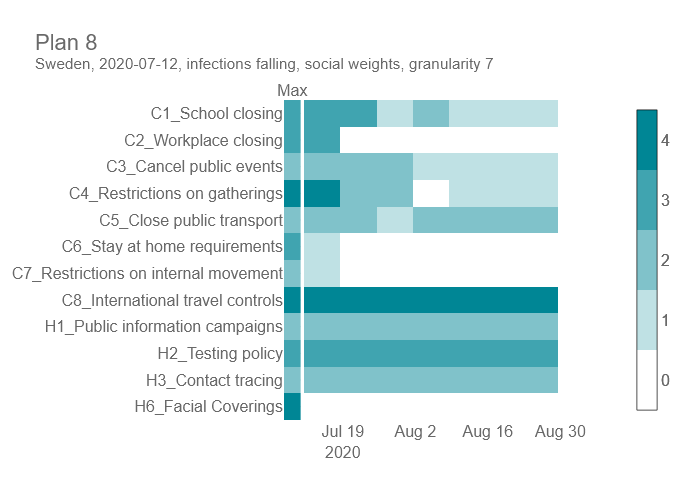 Plan 8
Sweden, 2020-07-12, infections falling, social weights, granularity 7
Max
C1_School closing
C2_Workplace closing
C3_Cancel public events
C4_Restrictions on gatherings
C5_Close public transport
C6_Stay at home requirements
C7_Restrictions on internal movement
C8_International travel controls
H1_Public information campaigns
H2_Testing policy
H3_Contact tracing
H6_Facial Coverings
Jul 19 Aug 2 Aug 16 Aug 30
2020
4
3
2
1
0